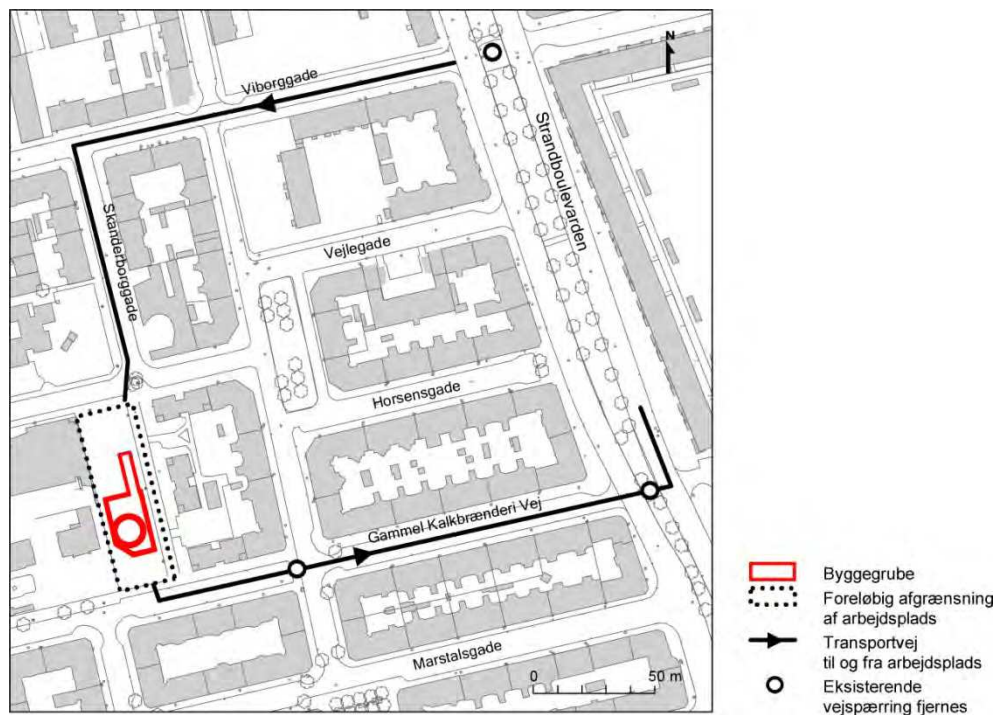 N
Viborggade
Strandboulevarden
Skanderborggade
Vejlegade
Horsensgade
Gammel Kalkbrænderi Vej
Marstalsgade
0 50 m
Byggegrube
Foreløbig afgrænsning
af arbejdsplads
Transportvej
til og fra arbejdsplads
Eksisterende
vejspærring fjernes